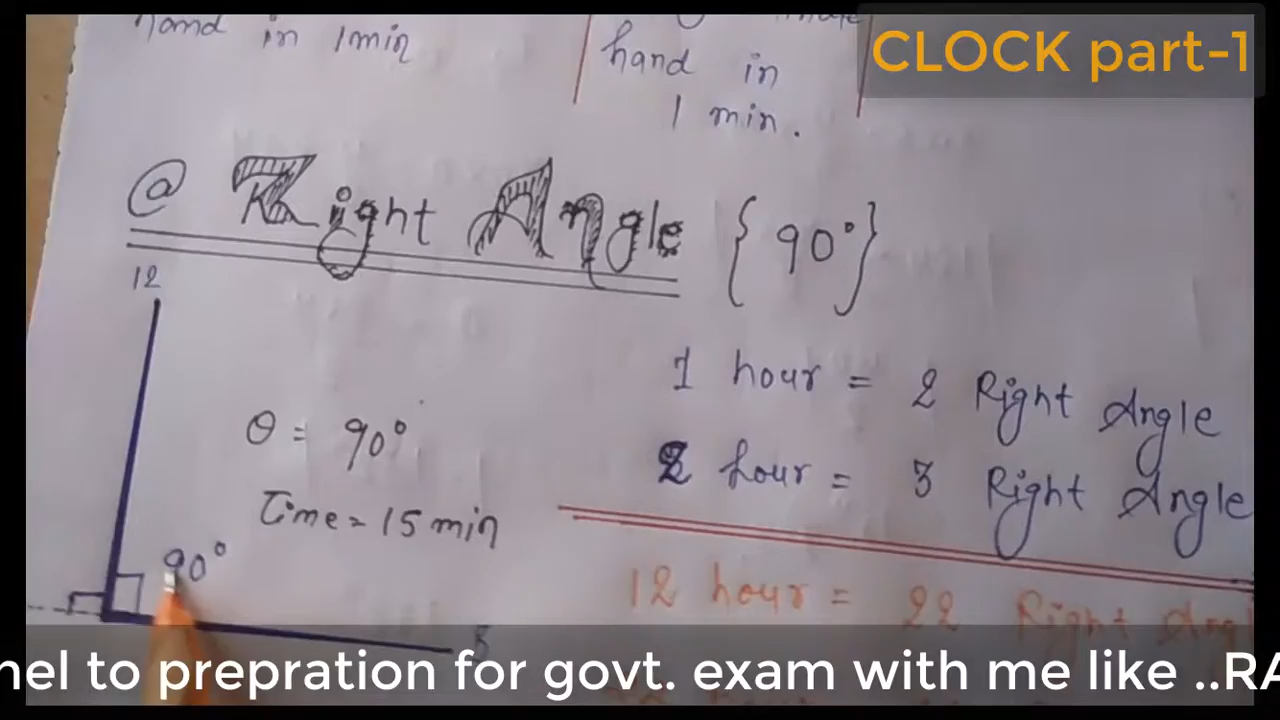 CLOCK part-1
hand in 1min
hand in
1 min.
@ Right Angle { 90° }
12
1 hour = 2 Right Angle
θ = 90°
2 hour = 3 Right Angle
Time = 15 min
90°
12 hour = 22 Right Angl
nel to prepration for govt. exam with me like ..RA